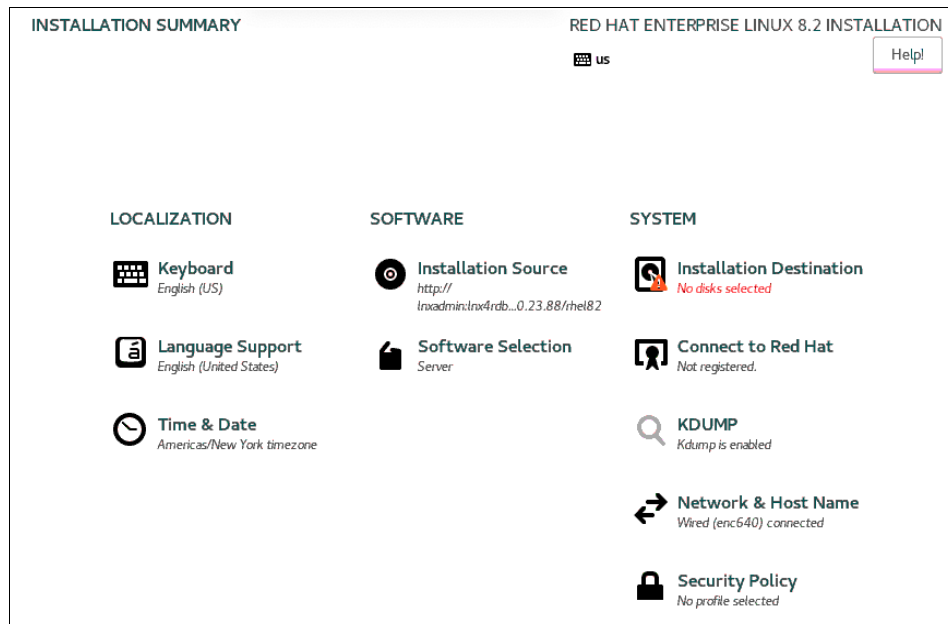 INSTALLATION SUMMARY
RED HAT ENTERPRISE LINUX 8.2 INSTALLATION
us
Help!
LOCALIZATION
Keyboard
English (US)
Language Support
English (United States)
Time & Date
Americas/New York timezone
SOFTWARE
Installation Source
http://
lnxadmin:lnx4rdb...0.23.88/rhel82
Software Selection
Server
SYSTEM
Installation Destination
No disks selected
Connect to Red Hat
Not registered.
KDUMP
Kdump is enabled
Network & Host Name
Wired (enc640) connected
Security Policy
No profile selected